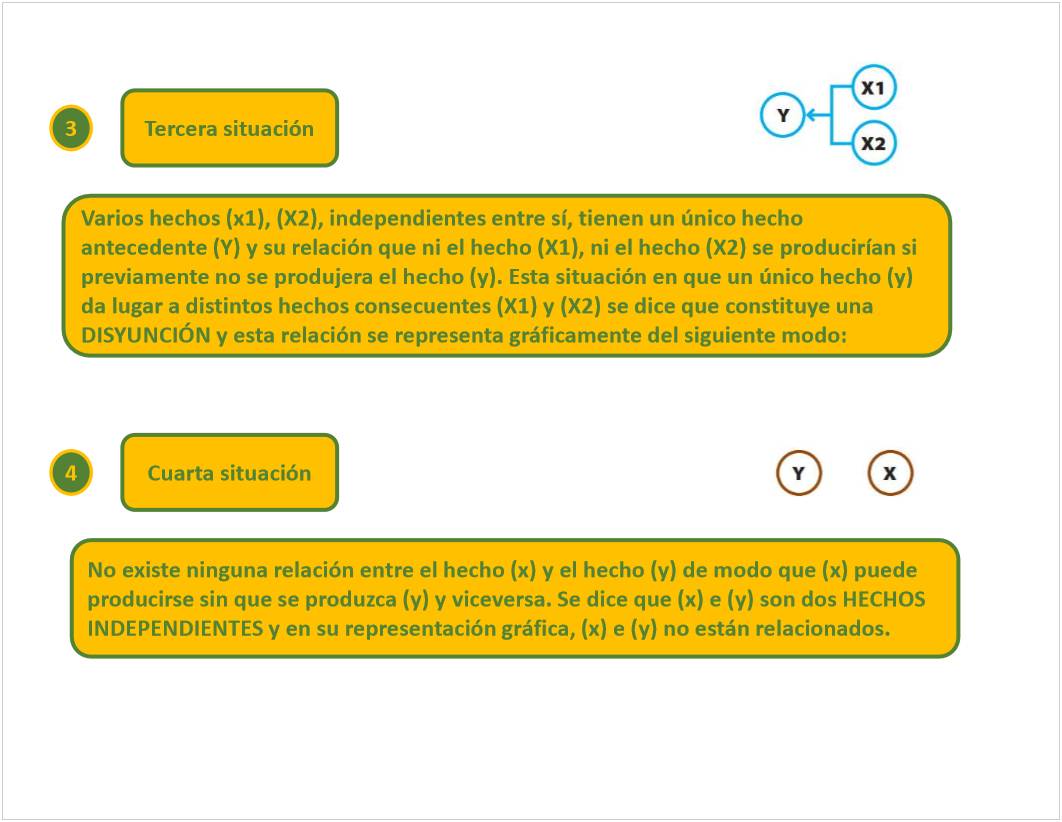 3
Tercera situación
Y
X1
X2
Varios hechos (x1), (X2), independientes entre sí, tienen un único hecho
antecedente (Y) y su relación que ni el hecho (X1), ni el hecho (X2) se producirían si
previamente no se produjera el hecho (y). Esta situación en que un único hecho (y)
da lugar a distintos hechos consecuentes (X1) y (X2) se dice que constituye una
DISYUNCIÓN y esta relación se representa gráficamente del siguiente modo:
4
Cuarta situación
Y
X
No existe ninguna relación entre el hecho (x) y el hecho (y) de modo que (x) puede
producirse sin que se produzca (y) y viceversa. Se dice que (x) e (y) son dos HECHOS
INDEPENDIENTES y en su representación gráfica, (x) e (y) no están relacionados.